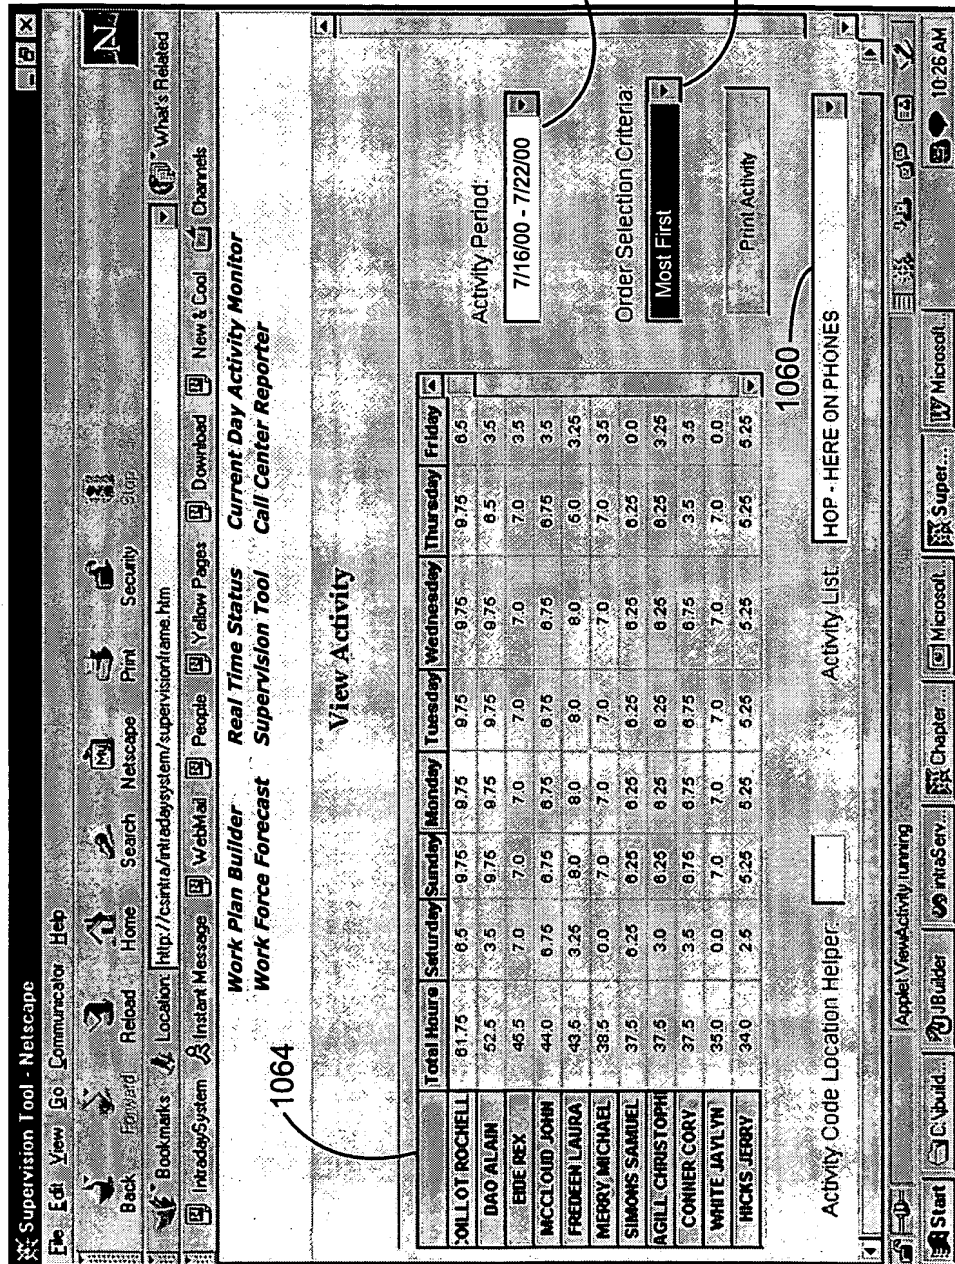 Supervision Tool - Netscape
File Edit View Go Communicator Help
Back Forward Reload Home Search Netscape Print Security Stop
Bookmarks Location: http://csintra/intradaysystem/supervisionframe.htm What's Related
IntradaySystem Instant Message WebMail People Yellow Pages Download New & Cool Channels
Work Plan Builder Real Time Status Current Day Activity Monitor
Work Force Forecast Supervision Tool Call Center Reporter
View Activity
1064
Total Hours Saturday Sunday Monday Tuesday Wednesday Thursday Friday
OILLOT ROCHELL 61.75 6.5 9.75 9.75 9.75 9.75 9.75 6.5
DAO ALAIN 52.5 3.5 9.75 9.75 9.75 9.75 6.5 3.5
EIDE REX 45.5 7.0 7.0 7.0 7.0 7.0 7.0 3.5
MCCLOUD JOHN 44.0 6.75 6.75 6.75 6.75 6.75 6.75 3.5
FREDEEN LAURA 43.5 3.25 8.0 8.0 8.0 8.0 5.0 3.25
MERRY MICHAEL 38.5 0.0 7.0 7.0 7.0 7.0 7.0 3.5
SIMONS SAMUEL 37.5 6.25 6.25 6.25 6.25 6.25 6.25 0.0
AGILL CHRISTOPH 37.5 3.0 6.25 6.25 6.25 6.25 6.25 3.25
CONNER CORY 37.5 3.5 6.75 6.75 6.75 6.75 3.5 3.5
WHITE JAYLYN 35.0 0.0 7.0 7.0 7.0 7.0 7.0 0.0
HICKS JERRY 34.0 2.5 5.25 5.25 5.25 5.25 5.25 5.25
Activity Period:
7/16/00 - 7/22/00
Order Selection Criteria:
Most First
Print Activity
1060
Activity Code Location Helper: Activity List: HOP - HERE ON PHONES
Applet ViewActivity running
Start C:\jbuild... JBuilder intraServ... Chapter... Microsoft... Super... Microsoft... 10:26 AM